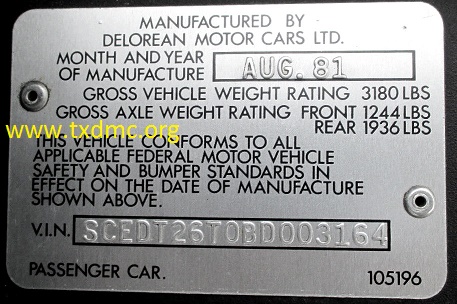 MANUFACTURED BY
DELOREAN MOTOR CARS LTD.
MONTH AND YEAR
OF MANUFACTURE AUG. 81
GROSS VEHICLE WEIGHT RATING 3180 LBS
GROSS AXLE WEIGHT RATING FRONT 1244 LBS
REAR 1936 LBS
www.txdmc.org
THIS VEHICLE CONFORMS TO ALL
APPLICABLE FEDERAL MOTOR VEHICLE
SAFETY AND BUMPER STANDARDS IN
EFFECT ON THE DATE OF MANUFACTURE
SHOWN ABOVE.
V.I.N. SCEDT26T0BD003164
PASSENGER CAR. 105196